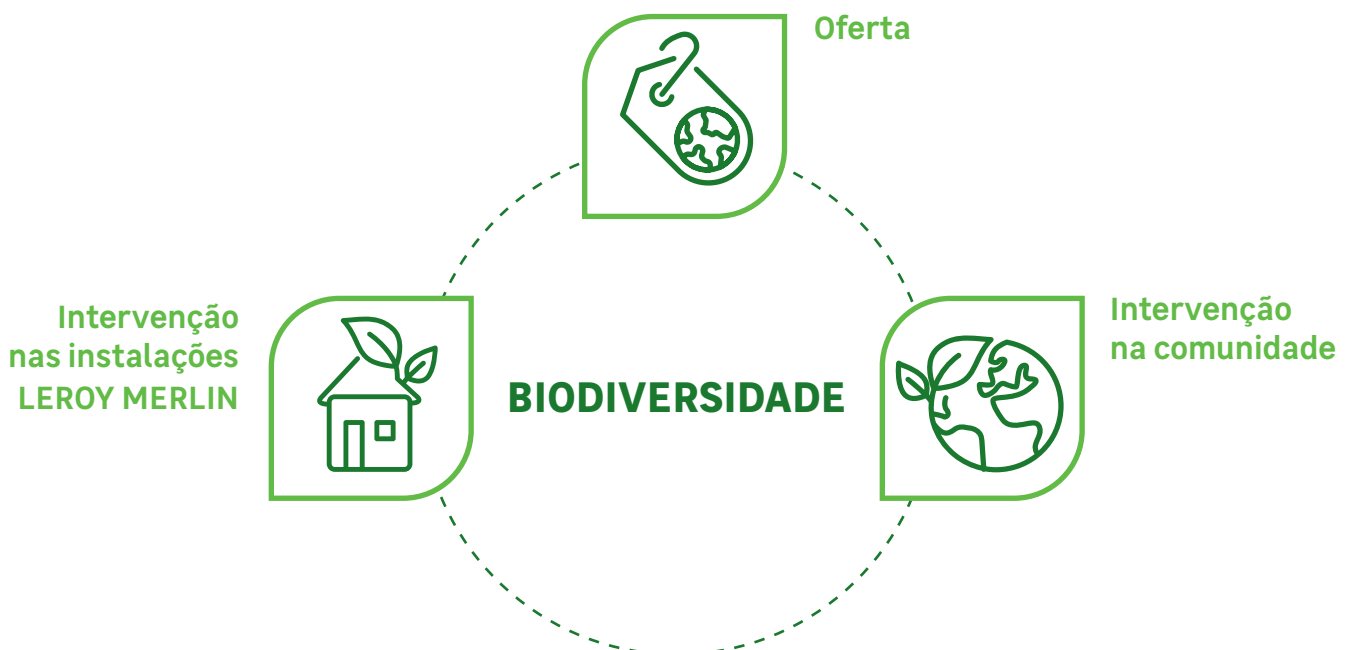 Oferta
Intervenção
nas instalações
LEROY MERLIN
BIODIVERSIDADE
Intervenção
na comunidade